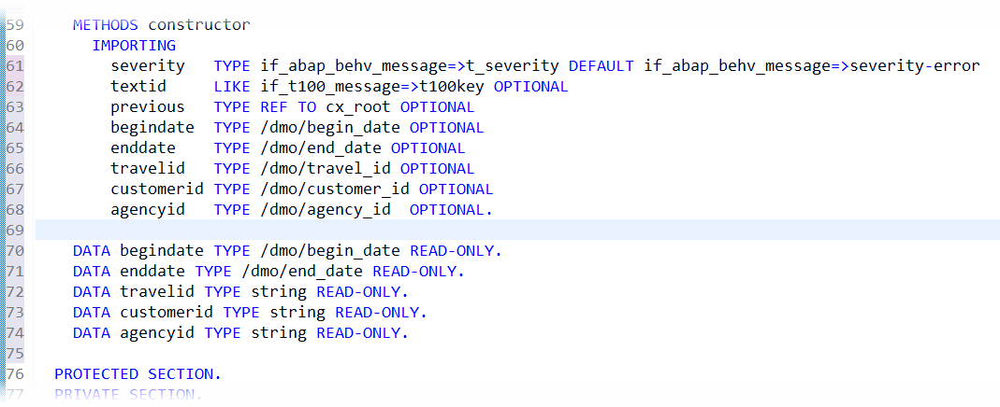 59 METHODS constructor
60 IMPORTING
61 severity TYPE if_abap_behv_message=>t_severity DEFAULT if_abap_behv_message=>severity-error
62 textid LIKE if_t100_message=>t100key OPTIONAL
63 previous TYPE REF TO cx_root OPTIONAL
64 begindate TYPE /dmo/begin_date OPTIONAL
65 enddate TYPE /dmo/end_date OPTIONAL
66 travelid TYPE /dmo/travel_id OPTIONAL
67 customerid TYPE /dmo/customer_id OPTIONAL
68 agencyid TYPE /dmo/agency_id OPTIONAL.
69
70 DATA begindate TYPE /dmo/begin_date READ-ONLY.
71 DATA enddate TYPE /dmo/end_date READ-ONLY.
72 DATA travelid TYPE string READ-ONLY.
73 DATA customerid TYPE string READ-ONLY.
74 DATA agencyid TYPE string READ-ONLY.
75
76 PROTECTED SECTION.
77 PRIVATE SECTION.